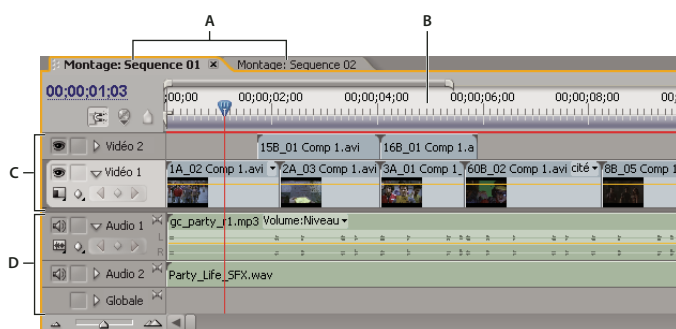 A
B
Montage: Sequence 01 × Montage: Sequence 02
00;00;01;03
;00;00 00;00;02;00 00;00;04;00 00;00;06;00 00;00;08;00 00;
Vidéo 2 15B_01 Comp 1.avi 16B_01 Comp 1.a
C
Vidéo 1 1A_02 Comp 1.avi 2A_03 Comp 1.avi 3A_01 Comp 1_ 60B_02 Comp 1.avi cité 8B_05 Comp 1
Audio 1 gc_party_r1.mp3 Volume:Niveau
L
R
D
Audio 2 Party_Life_SFX.wav
Globale